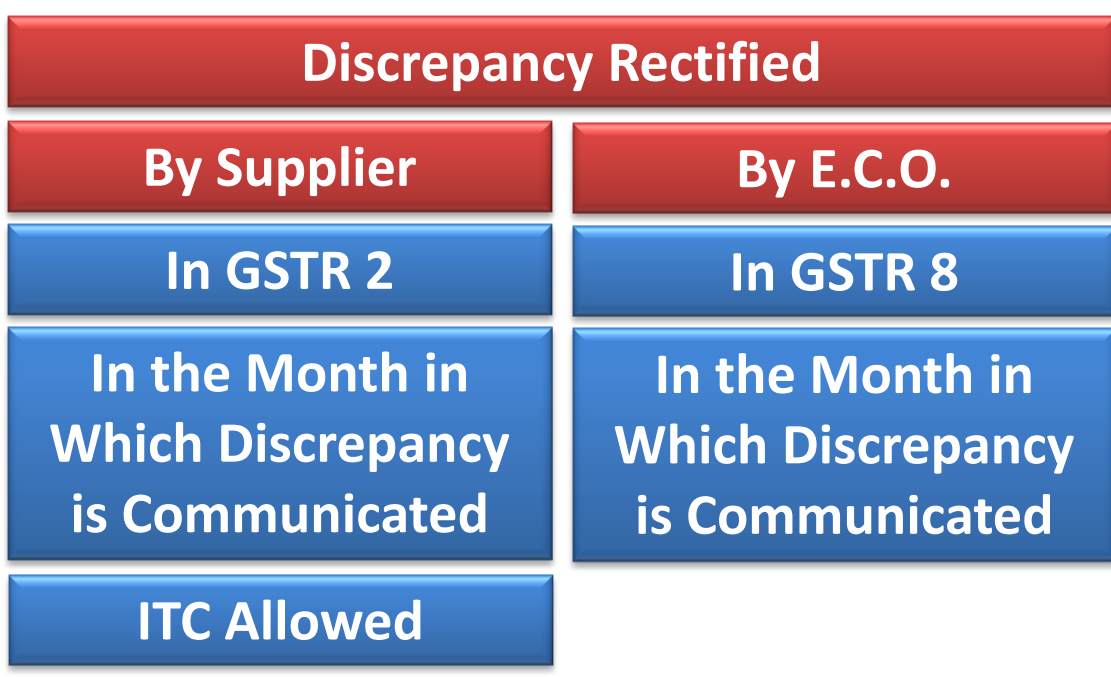 Discrepancy Rectified
By Supplier
By E.C.O.
In GSTR 2
In GSTR 8
In the Month in
Which Discrepancy
is Communicated
In the Month in
Which Discrepancy
is Communicated
ITC Allowed